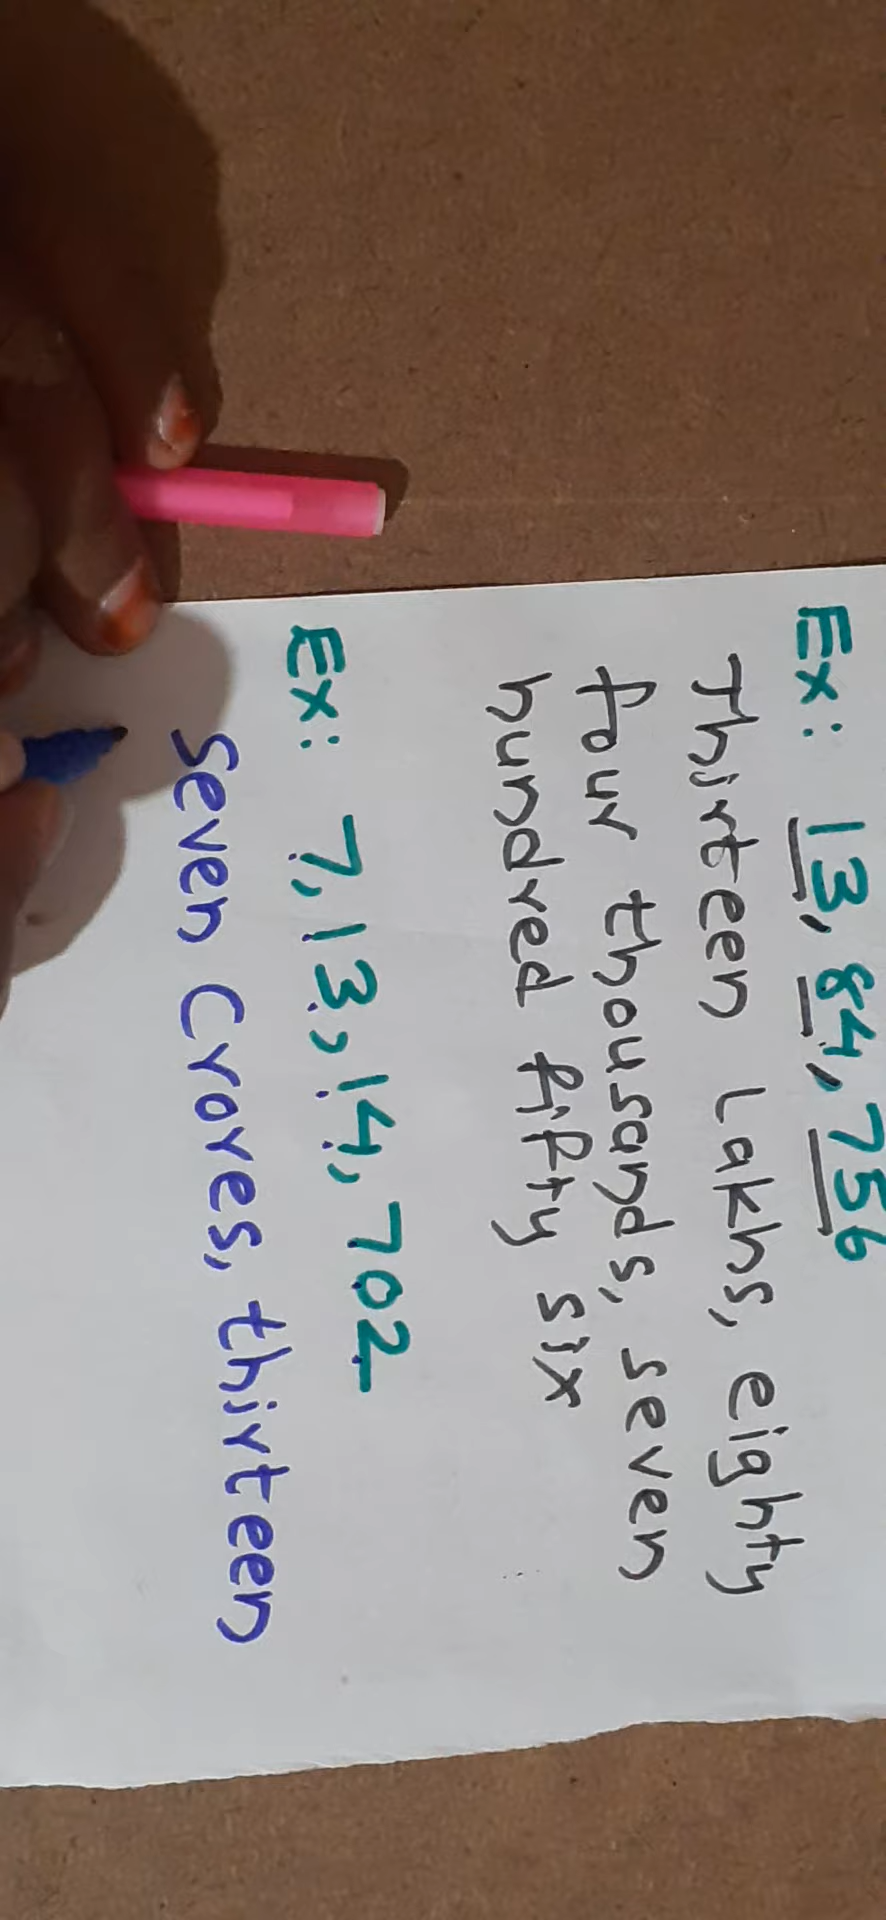 Ex: 13,84,756
Thirteen Lakhs, eighty
four thousands, seven
hundred fifty six
Ex: 7,13,14,702
seven Crores, thirteen